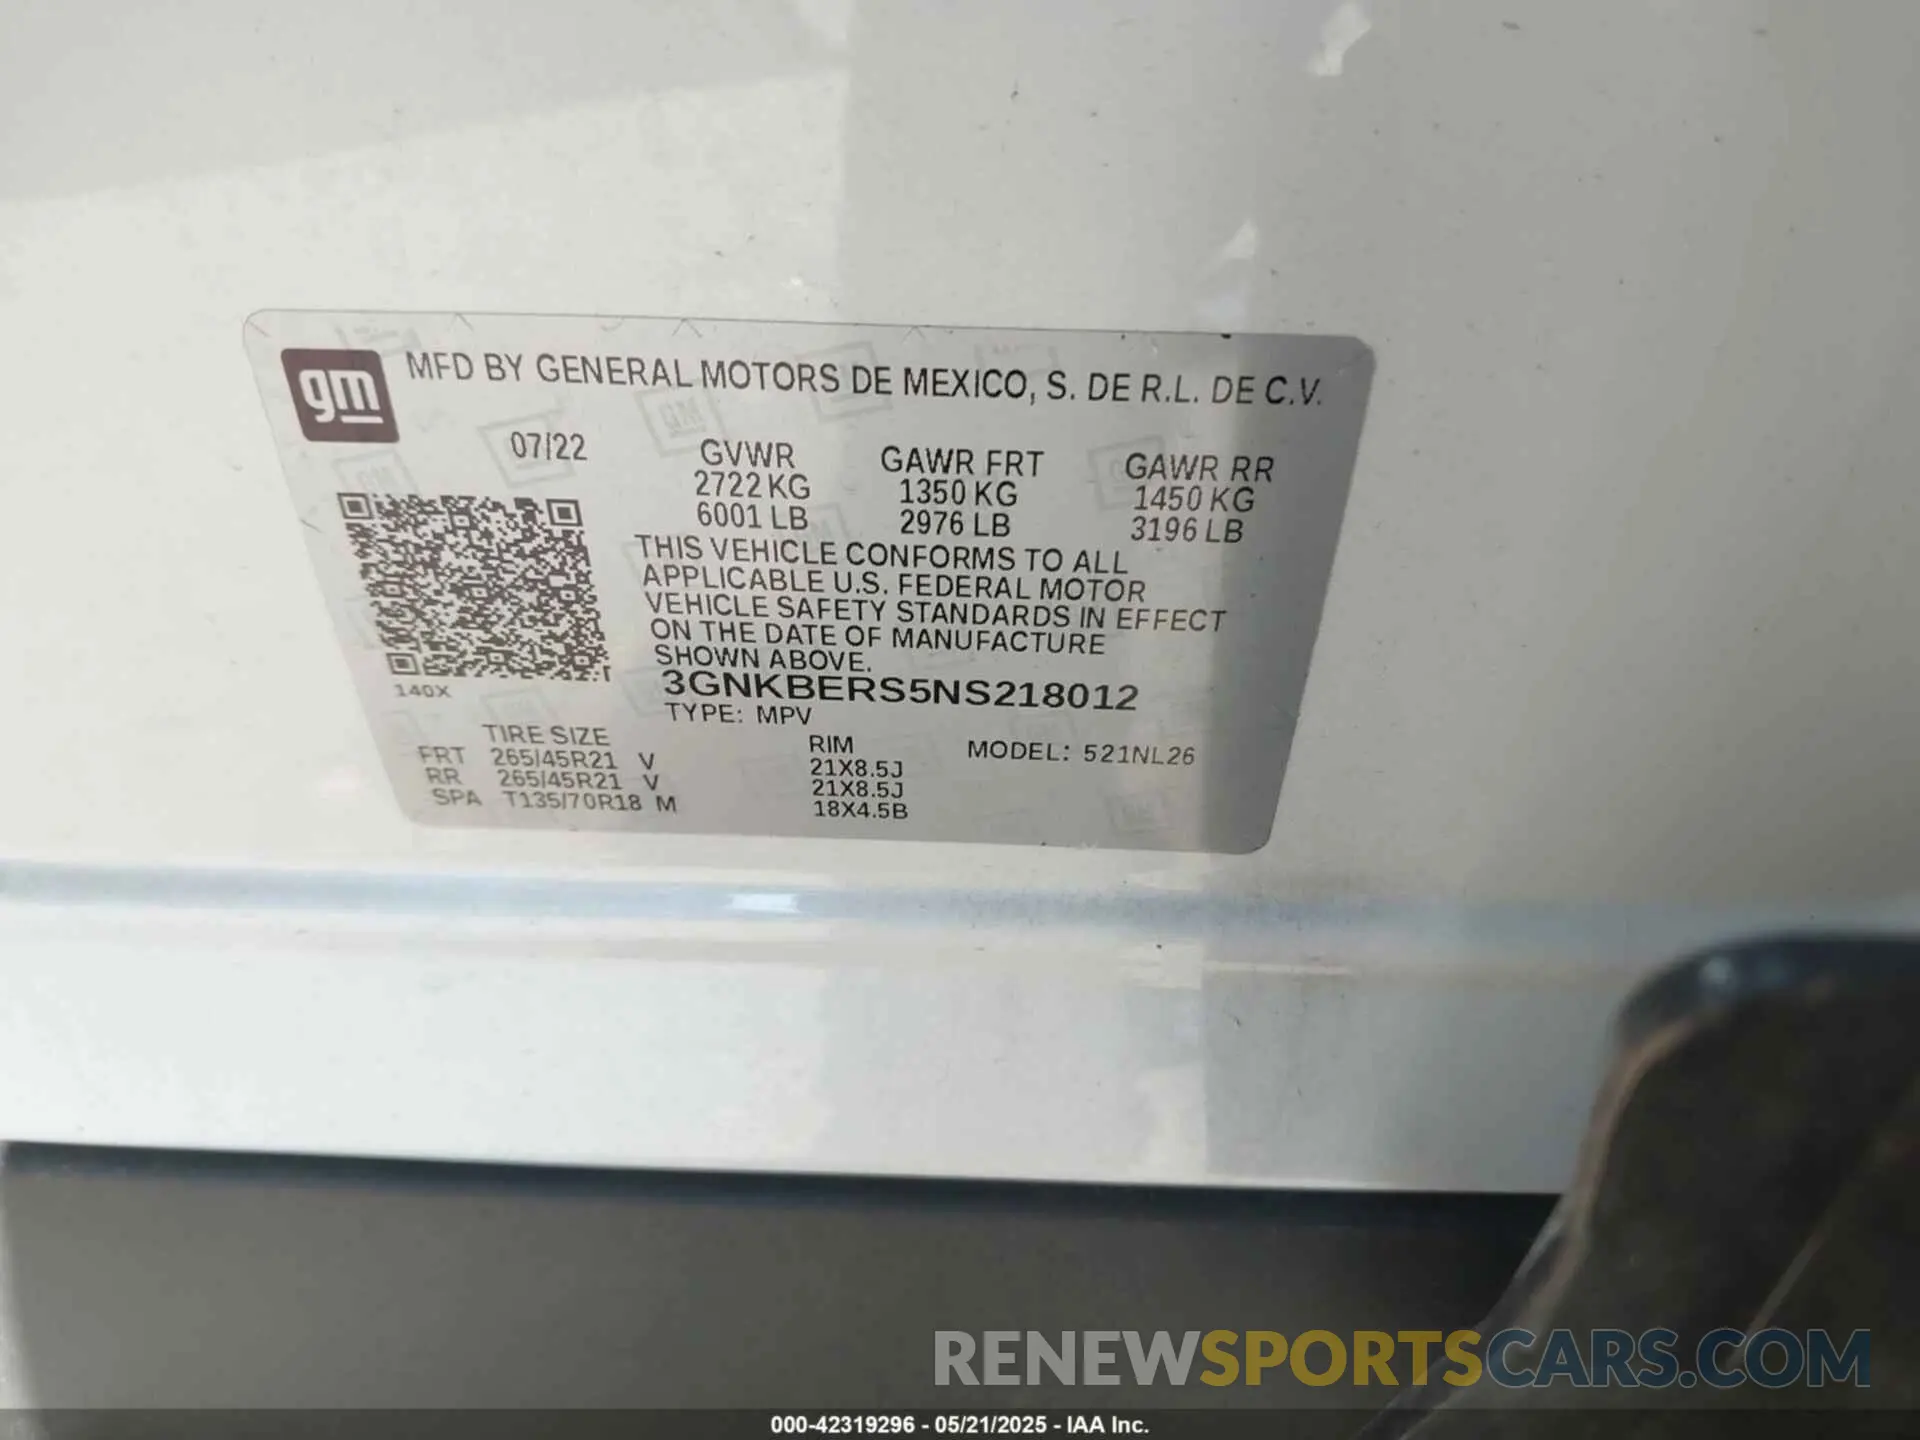 gm MFD BY GENERAL MOTORS DE MEXICO, S. DE R.L. DE C.V.
07/22
GVWR GAWR FRT GAWR RR
2722 KG 1350 KG 1450 KG
6001 LB 2976 LB 3196 LB
THIS VEHICLE CONFORMS TO ALL
APPLICABLE U.S. FEDERAL MOTOR
VEHICLE SAFETY STANDARDS IN EFFECT
ON THE DATE OF MANUFACTURE
SHOWN ABOVE.
140X
3GNKBERS5NS218012
TYPE: MPV
TIRE SIZE RIM MODEL: 521NL26
FRT 265/45R21 V 21X8.5J
RR 265/45R21 V 21X8.5J
SPA T135/70R18 M 18X4.5B
RENEWSPORTSCARS.COM
000-42319296 - 05/21/2025 - IAA Inc.